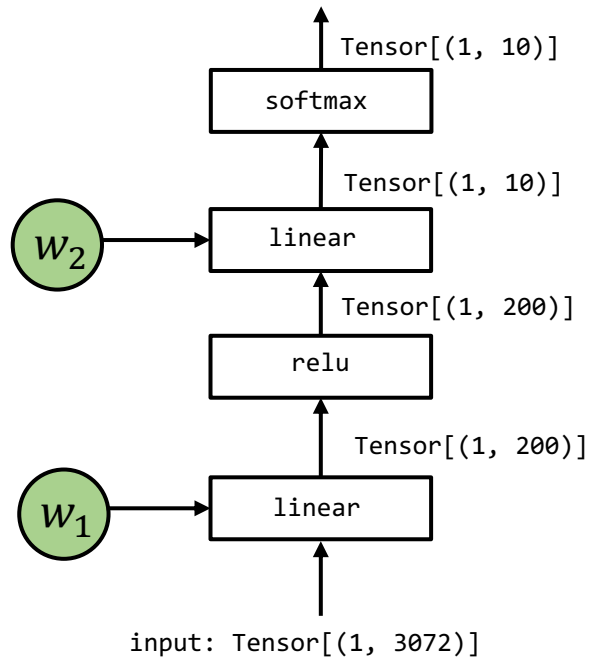 Tensor[(1, 10)]
softmax
Tensor[(1, 10)]
w₂
linear
Tensor[(1, 200)]
relu
Tensor[(1, 200)]
w₁
linear
input: Tensor[(1, 3072)]